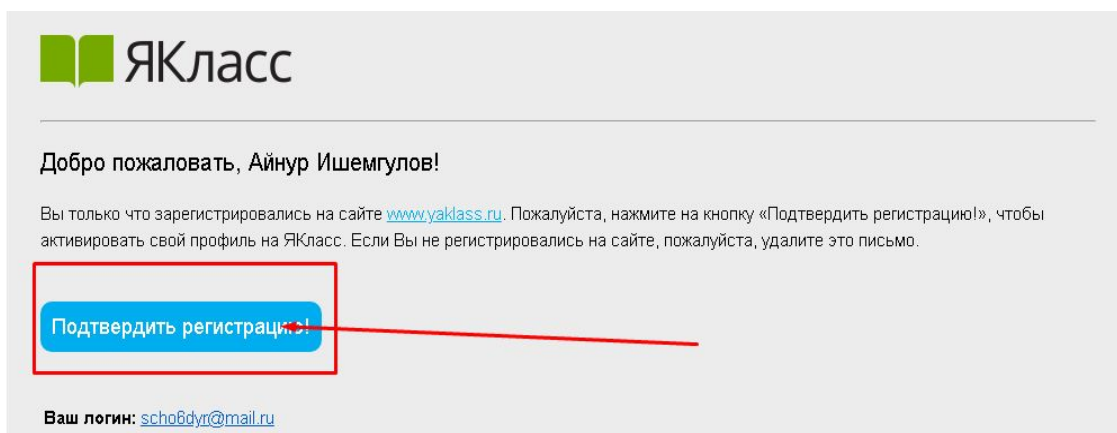 ЯКласс
Добро пожаловать, Айнур Ишемгулов!
Вы только что зарегистрировались на сайте www.yaklass.ru. Пожалуйста, нажмите на кнопку «Подтвердить регистрацию!», чтобы
активировать свой профиль на ЯКласс. Если Вы не регистрировались на сайте, пожалуйста, удалите это письмо.
Подтвердить регистрацию!
Ваш логин: scho6dyr@mail.ru